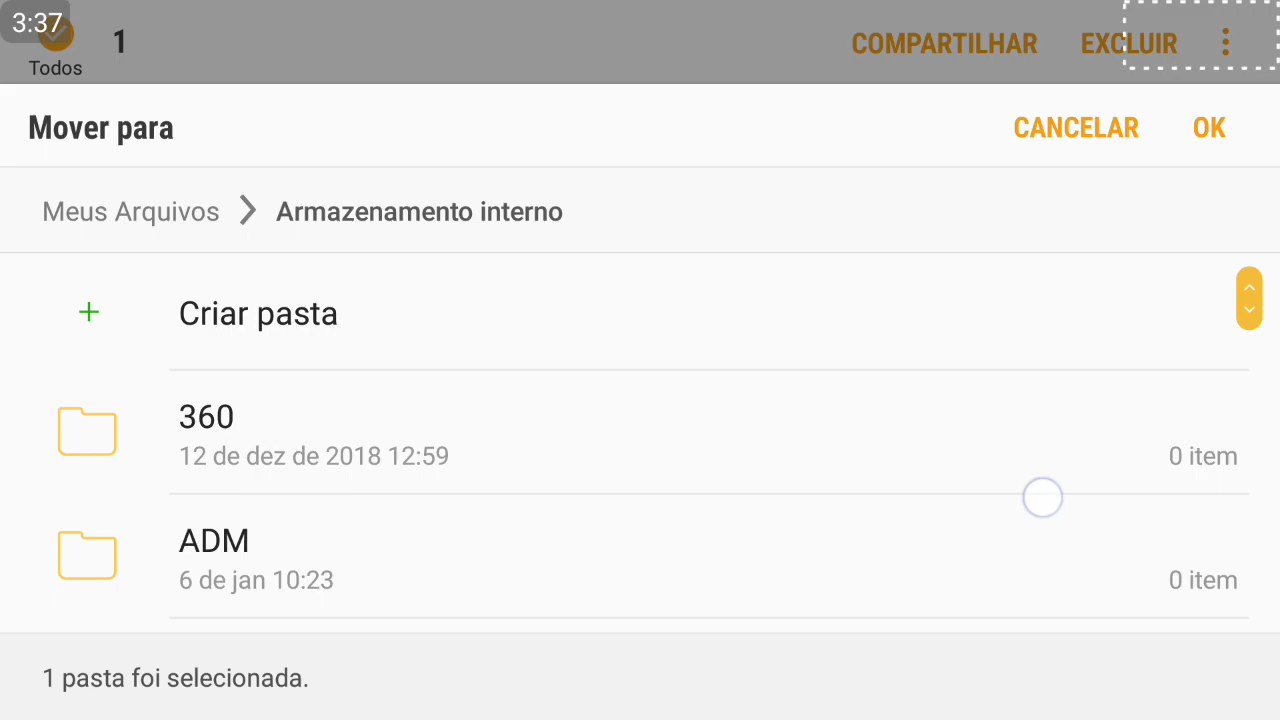 3:37
1
COMPARTILHAR
EXCLUIR
Todos
Mover para
CANCELAR
OK
Meus Arquivos
Armazenamento interno
Criar pasta
360
12 de dez de 2018 12:59
0 item
ADM
6 de jan 10:23
0 item
1 pasta foi selecionada.